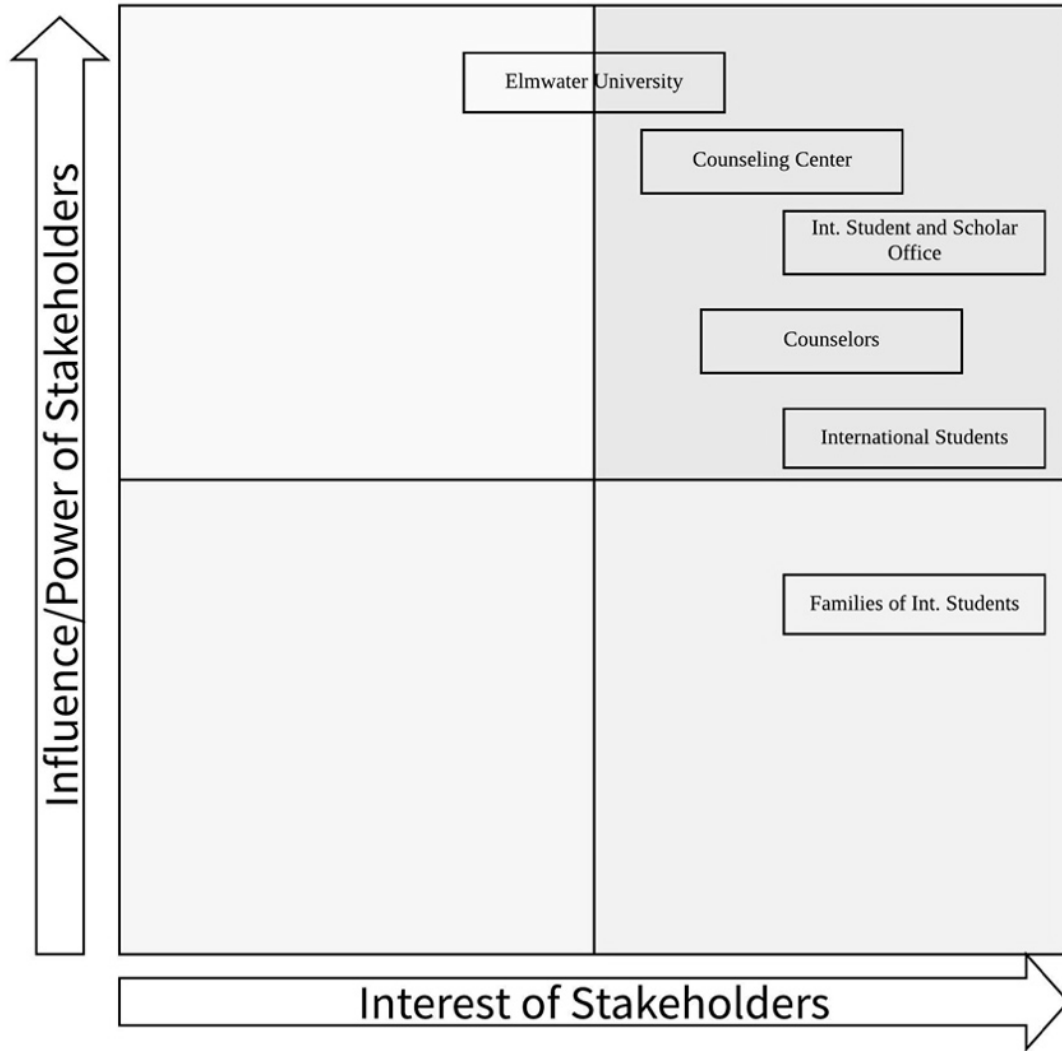 Influence/Power of Stakeholders
Elmwater University
Counseling Center
Int. Student and Scholar
Office
Counselors
International Students
Families of Int. Students
Interest of Stakeholders